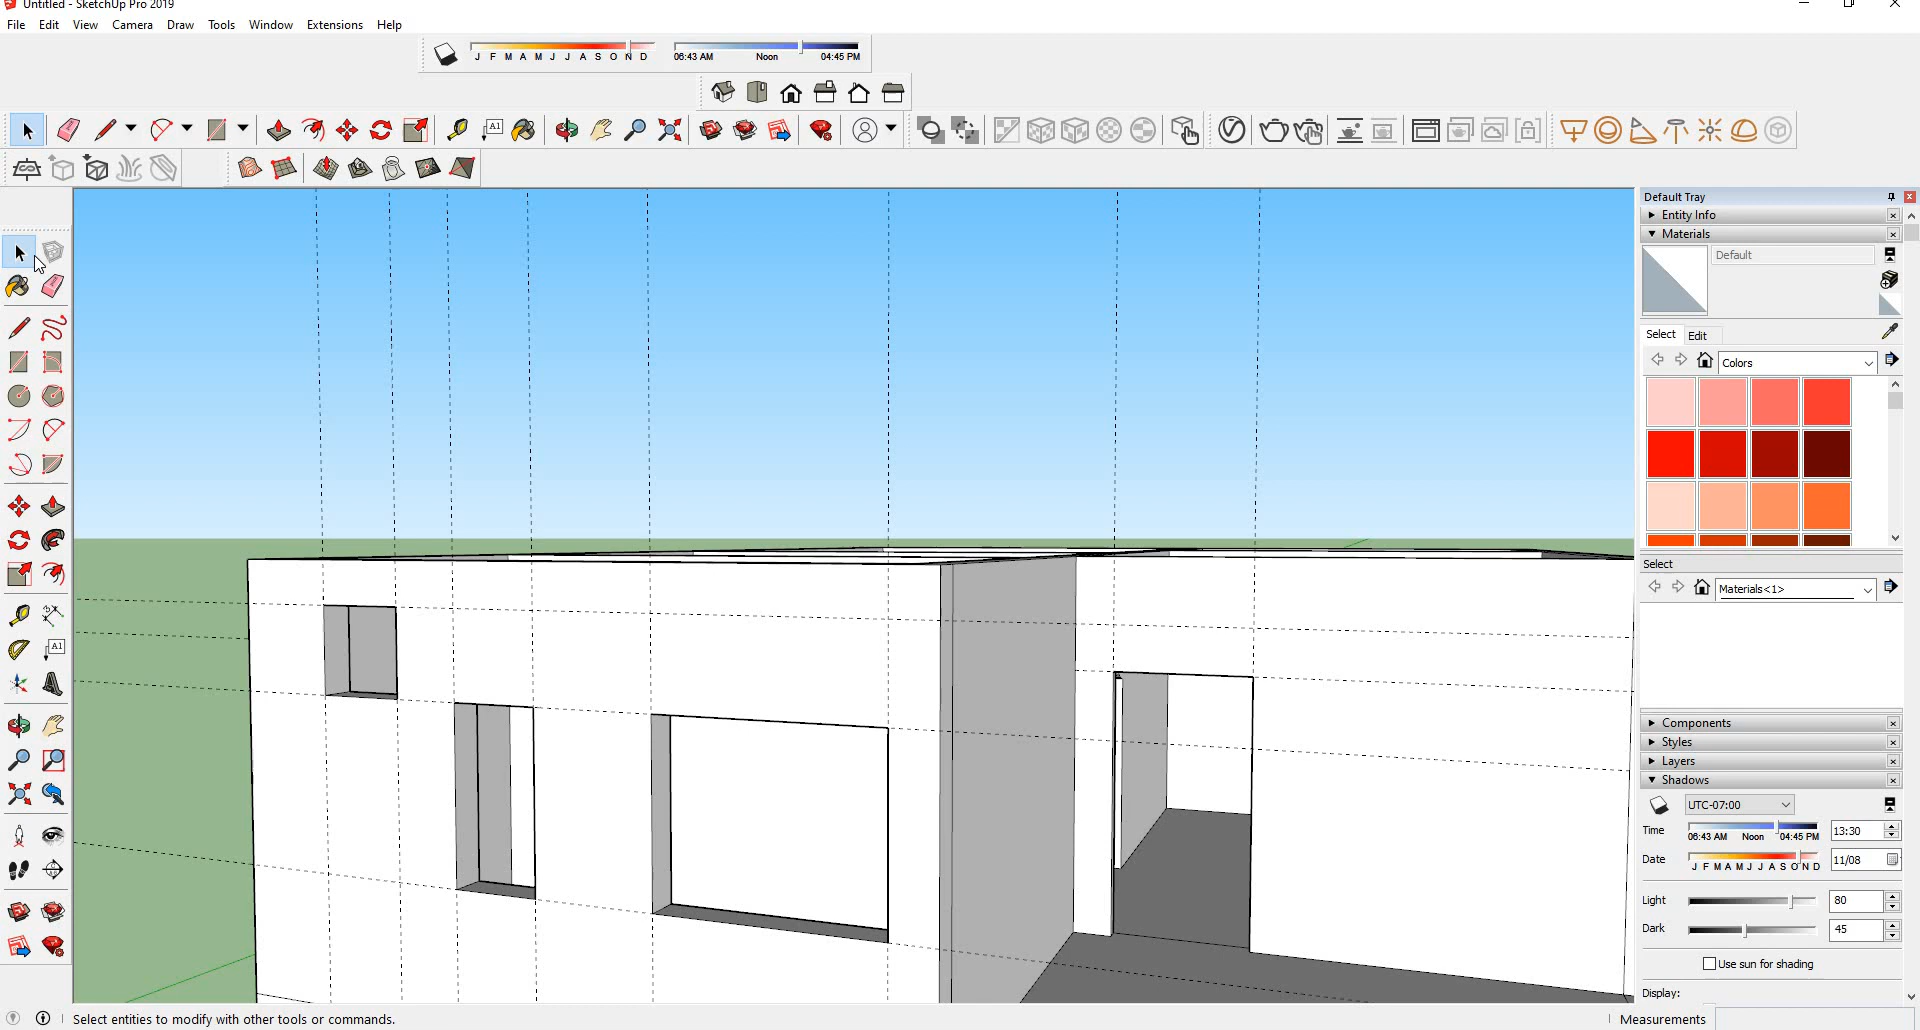 Untitled - SketchUp Pro 2019
File Edit View Camera Draw Tools Window Extensions Help
J F M A M J J A S O N D
06:43 AM Noon 04:45 PM
A1
Default Tray
Entity Info
Materials
Default
Select Edit
Colors
Select
Materials<1>
A1
Components
Styles
Layers
Shadows
UTC-07:00
Time 06:43 AM Noon 04:45 PM 13:30
Date J F M A M J J A S O N D 11/08
Light 80
Dark 45
Use sun for shading
Display:
Select entities to modify with other tools or commands.
Measurements